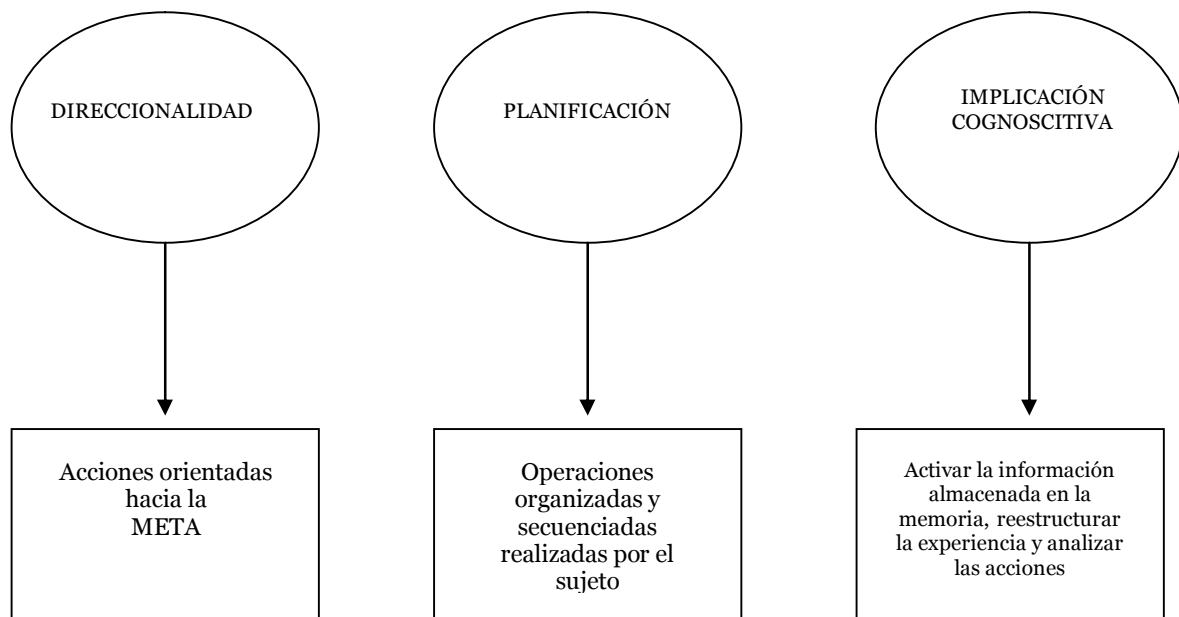 DIRECCIONALIDAD
PLANIFICACIÓN
IMPLICACIÓN
COGNOSCITIVA
Acciones orientadas
hacia la
META
Operaciones
organizadas y
secuenciadas
realizadas por el
sujeto
Activar la información
almacenada en la
memoria, reestructurar
la experiencia y analizar
las acciones